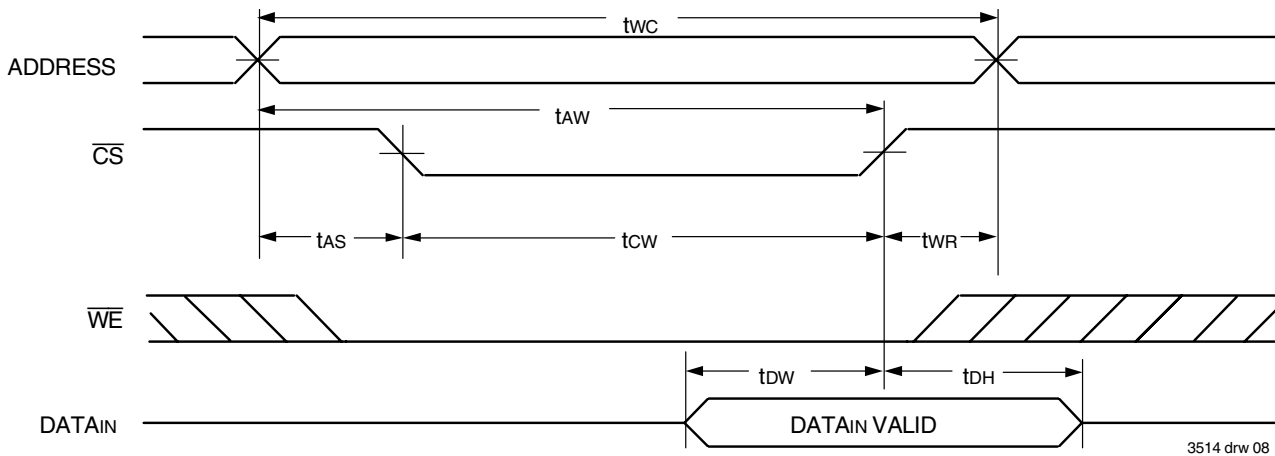 tWC
ADDRESS
tAW
CS
tAS
tCW
tWR
WE
tDW
tDH
DATAIN
DATAIN VALID
3514 drw 08